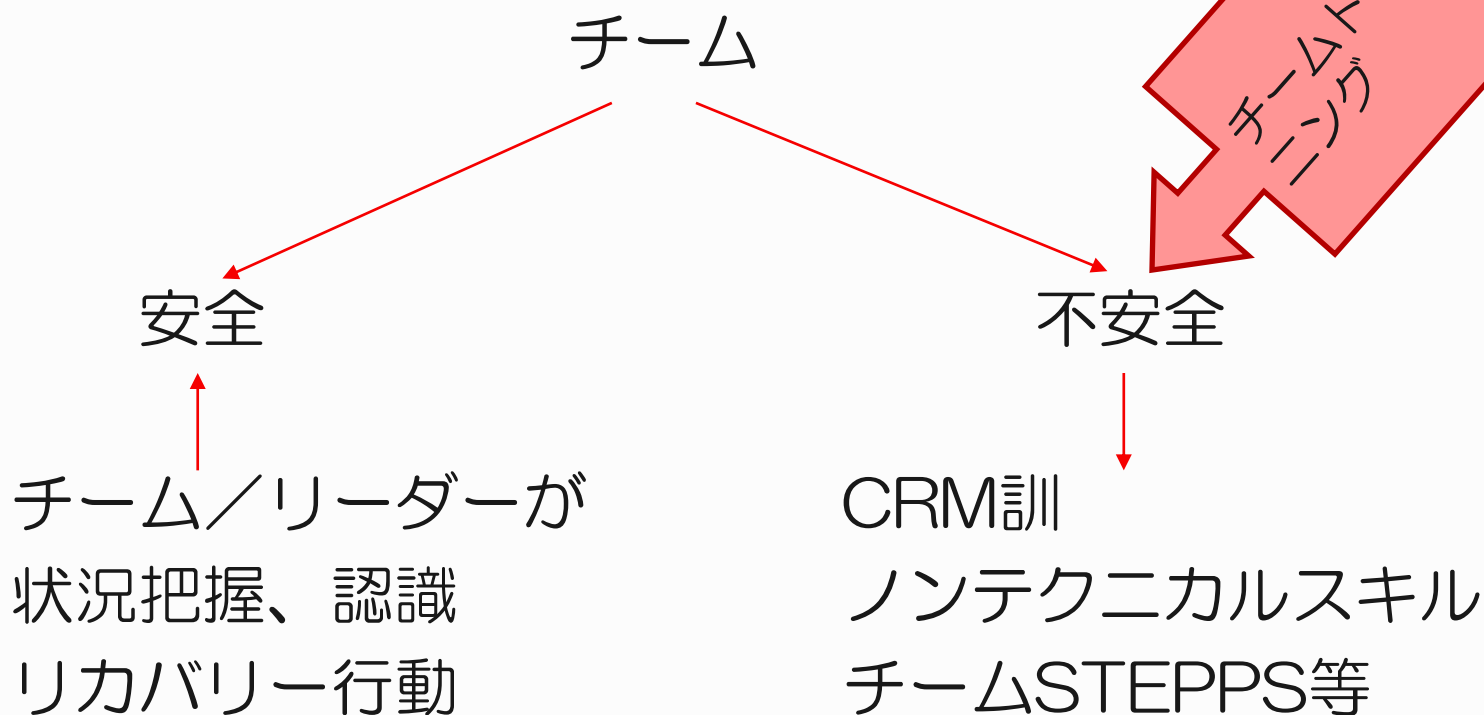 チーム
チームト
ーニング
安全
不安全
チーム／リーダーが
状況把握、認識
リカバリー行動
CRM訓
ノンテクニカルスキル
チームSTEPPS等